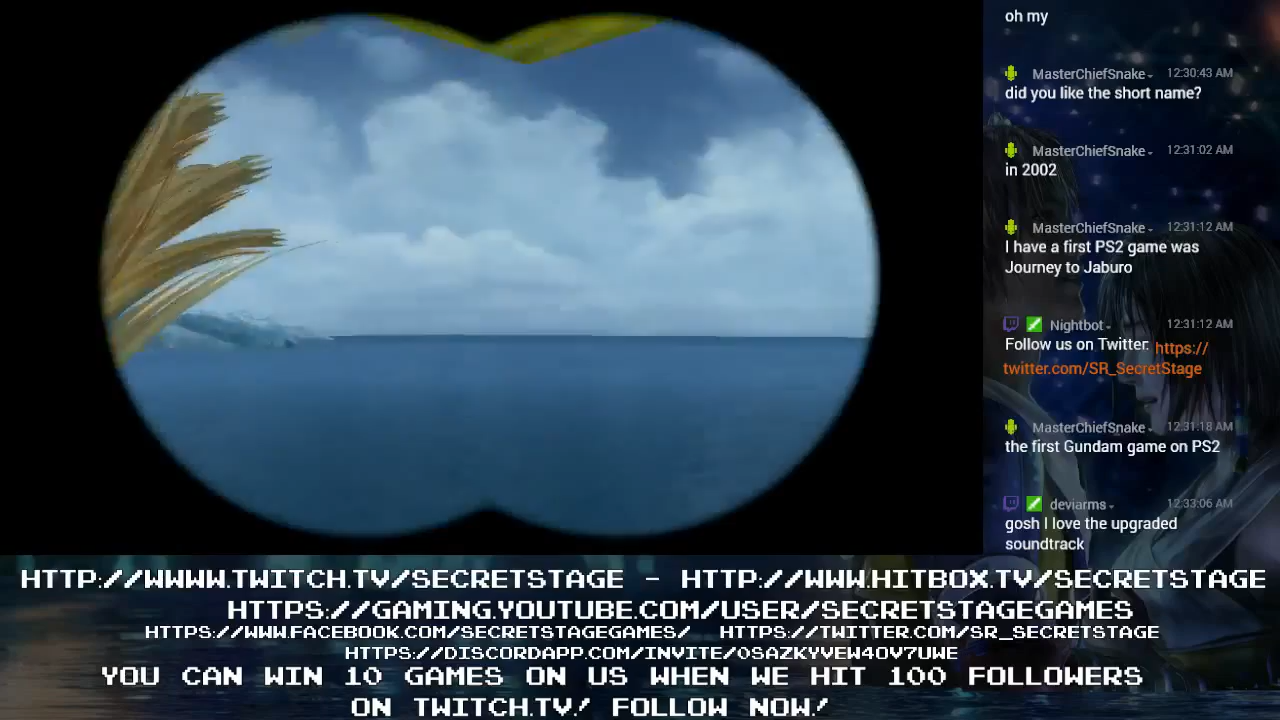 oh my
MasterChiefSnake 12:30:43 AM
did you like the short name?
MasterChiefSnake 12:31:02 AM
in 2002
MasterChiefSnake 12:31:12 AM
I have a first PS2 game was
Journey to Jaburo
Nightbot 12:31:12 AM
Follow us on Twitter: https://
twitter.com/SR_SecretStage
MasterChiefSnake 12:31:18 AM
the first Gundam game on PS2
deviarms 12:33:06 AM
gosh I love the upgraded
soundtrack
HTTP://WWWW.TWITCH.TV/SECRETSTAGE - HTTP://WWW.HITBOX.TV/SECRETSTAGE
HTTPS://GAMING.YOUTUBE.COM/USER/SECRETSTAGEGAMES
HTTPS://WWW.FACEBOOK.COM/SECRETSTAGEGAMES/ HTTPS://TWITTER.COM/SR_SECRETSTAGE
HTTPS://DISCORDAPP.COM/INVITE/0SAZKYVEW4OV7UWE
YOU CAN WIN 10 GAMES ON US WHEN WE HIT 100 FOLLOWERS
ON TWITCH.TV! FOLLOW NOW!